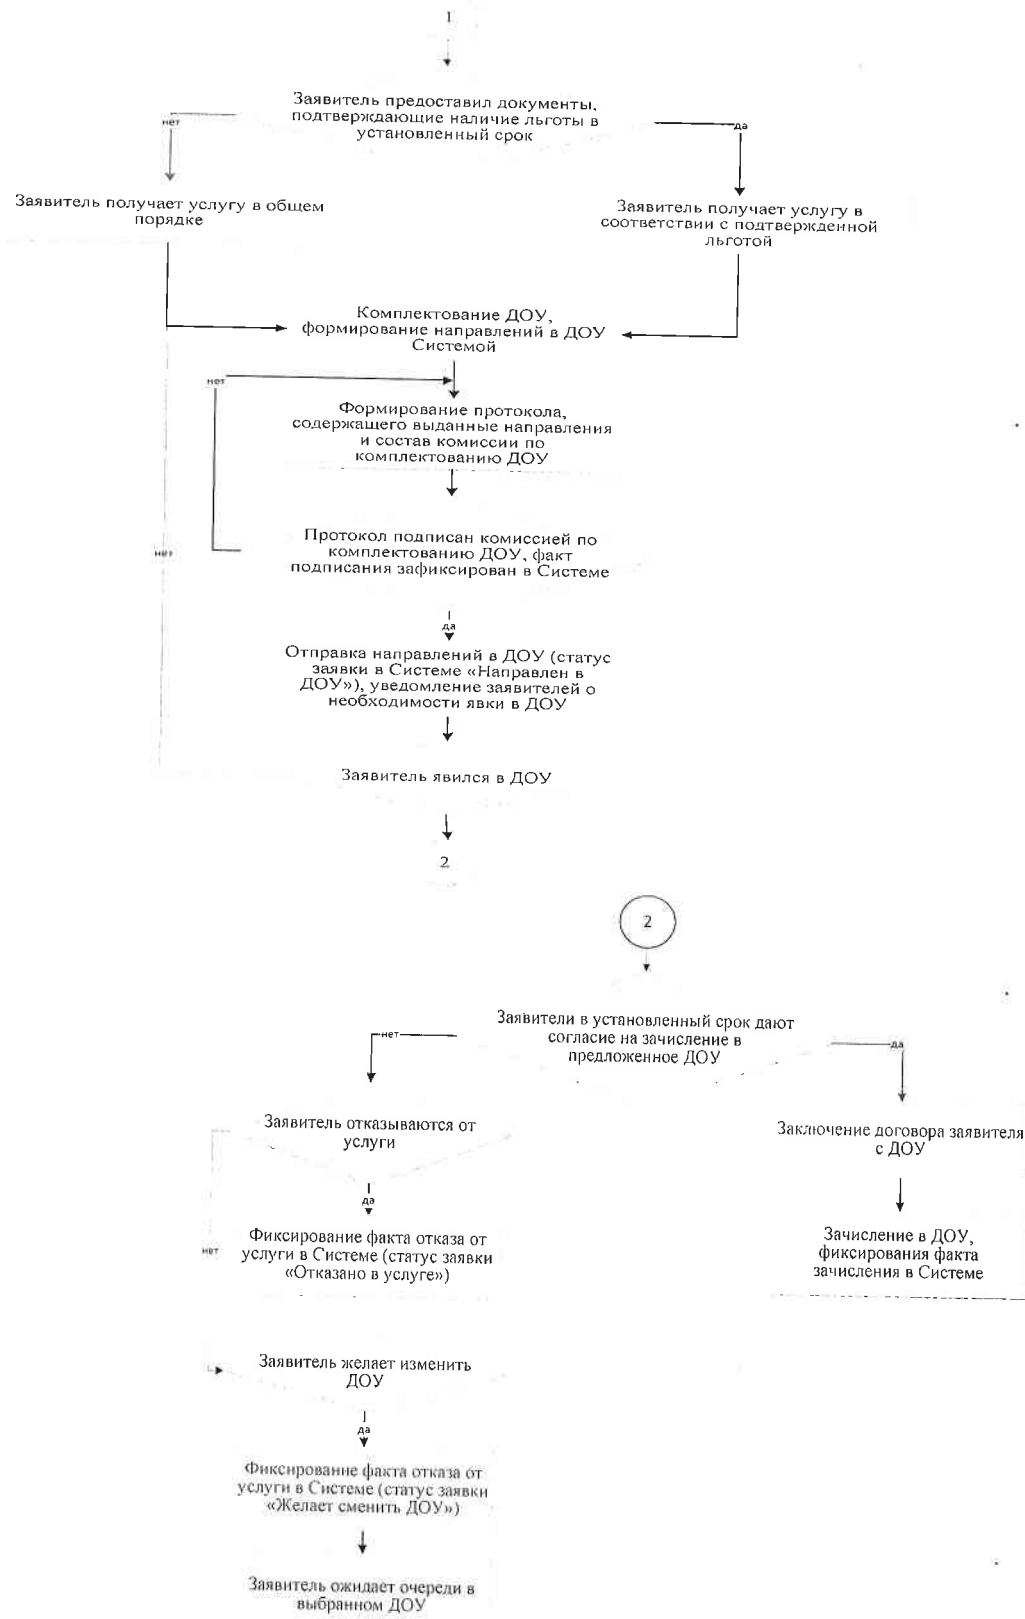 1
Заявитель предоставил документы,
подтверждающие наличие льготы в
установленный срок
нет
да
Заявитель получает услугу в общем
порядке
Заявитель получает услугу в
соответствии с подтвержденной
льготой
Комплектование ДОУ,
формирование направлений в ДОУ
Системой
нет
Формирование протокола,
содержащего выданные направления
и состав комиссии по
комплектованию ДОУ
Протокол подписан комиссией по
комплектованию ДОУ, факт
подписания зафиксирован в Системе
нет
да
Отправка направлений в ДОУ (статус
заявки в Системе «Направлен в
ДОУ»), уведомление заявителей о
необходимости явки в ДОУ
Заявитель явился в ДОУ
2
2
Заявители в установленный срок дают
согласие на зачисление в
предложенное ДОУ
нет
да
Заявитель отказываются от
услуги
Заключение договора заявителя
с ДОУ
да
Фиксирование факта отказа от
услуги в Системе (статус заявки
«Отказано в услуге»)
нет
Зачисление в ДОУ,
фиксирования факта
зачисления в Системе
Заявитель желает изменить
ДОУ
да
Фиксирование факта отказа от
услуги в Системе (статус заявки
«Желает сменить ДОУ»)
Заявитель ожидает очереди в
выбранном ДОУ